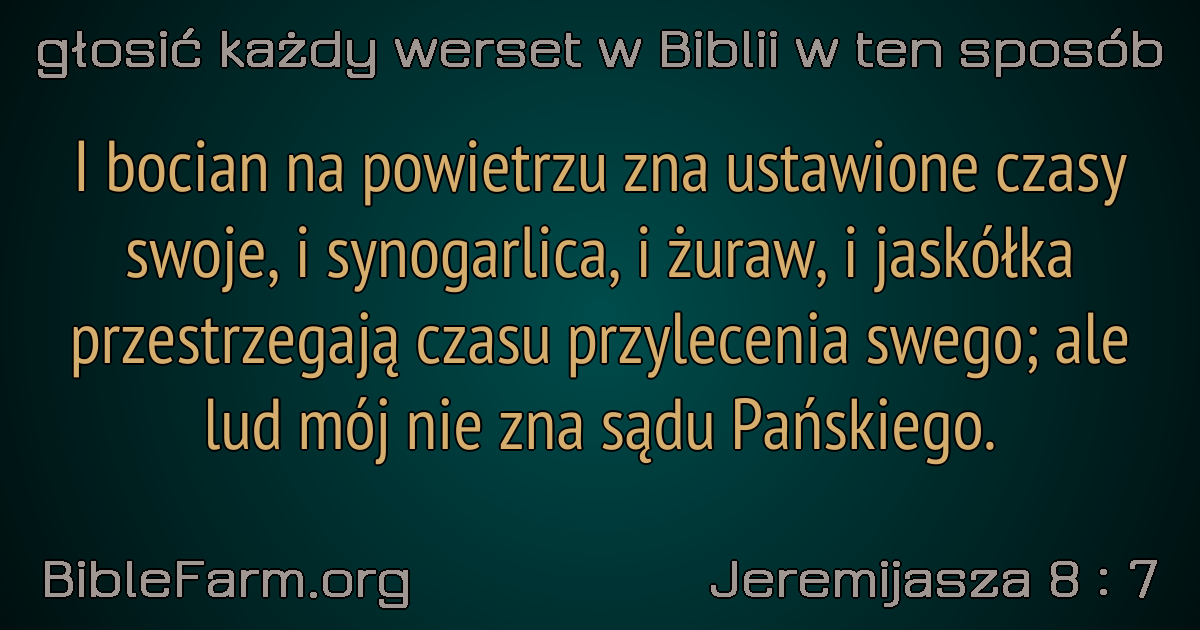 głosić każdy werset w Biblii w ten sposób
I bocian na powietrzu zna ustawione czasy
swoje, i synogarlica, i żuraw, i jaskółka
przestrzegają czasu przylecenia swego; ale
lud mój nie zna sądu Pańskiego.
BibleFarm.org
Jeremijasza 8 : 7